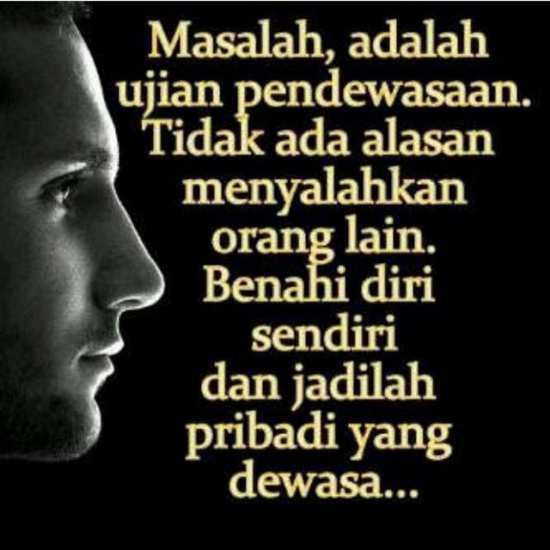 Masalah, adalah
ujian pendewasaan.
Tidak ada alasan
menyalahkan
orang lain.
Benahi diri
sendiri
dan jadilah
pribadi yang
dewasa...